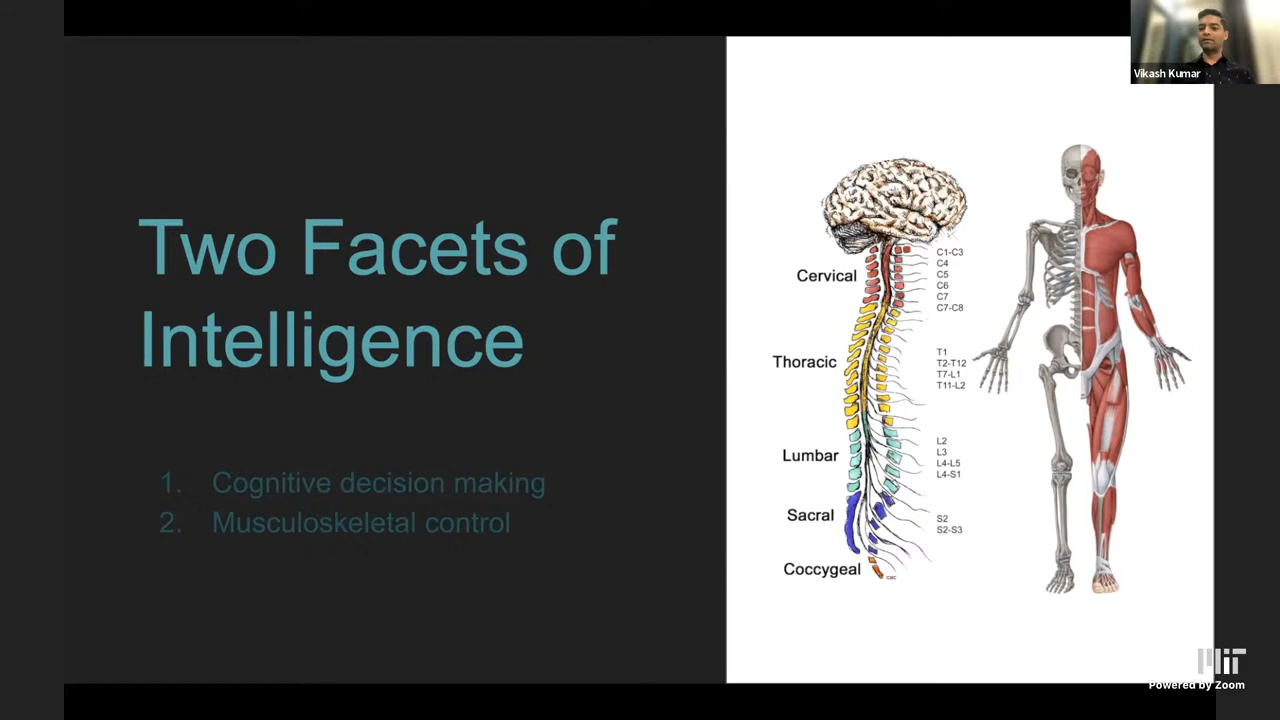 Vikash Kumar
Two Facets of
Intelligence
1. Cognitive decision making
2. Musculoskeletal control
Cervical
C1-C3
C4
C5
C6
C7
C7-C8
Thoracic
T1
T2-T12
T7-L1
T11-L2
Lumbar
L2
L3
L4-L5
L4-S1
Sacral
S2
S2-S3
Coccygeal
MIT
Powered by Zoom